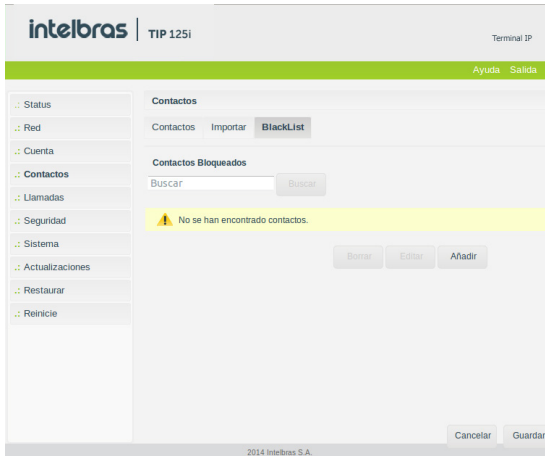 intelbras TIP 125i
Terminal IP
Ayuda Salida
.: Status
.: Red
.: Cuenta
.: Contactos
.: Llamadas
.: Seguridad
.: Sistema
.: Actualizaciones
.: Restaurar
.: Reinicie
Contactos
Contactos Importar BlackList
Contactos Bloqueados
Buscar Buscar
No se han encontrado contactos.
Borrar Editar Añadir
Cancelar Guardar
2014 Intelbras S.A.